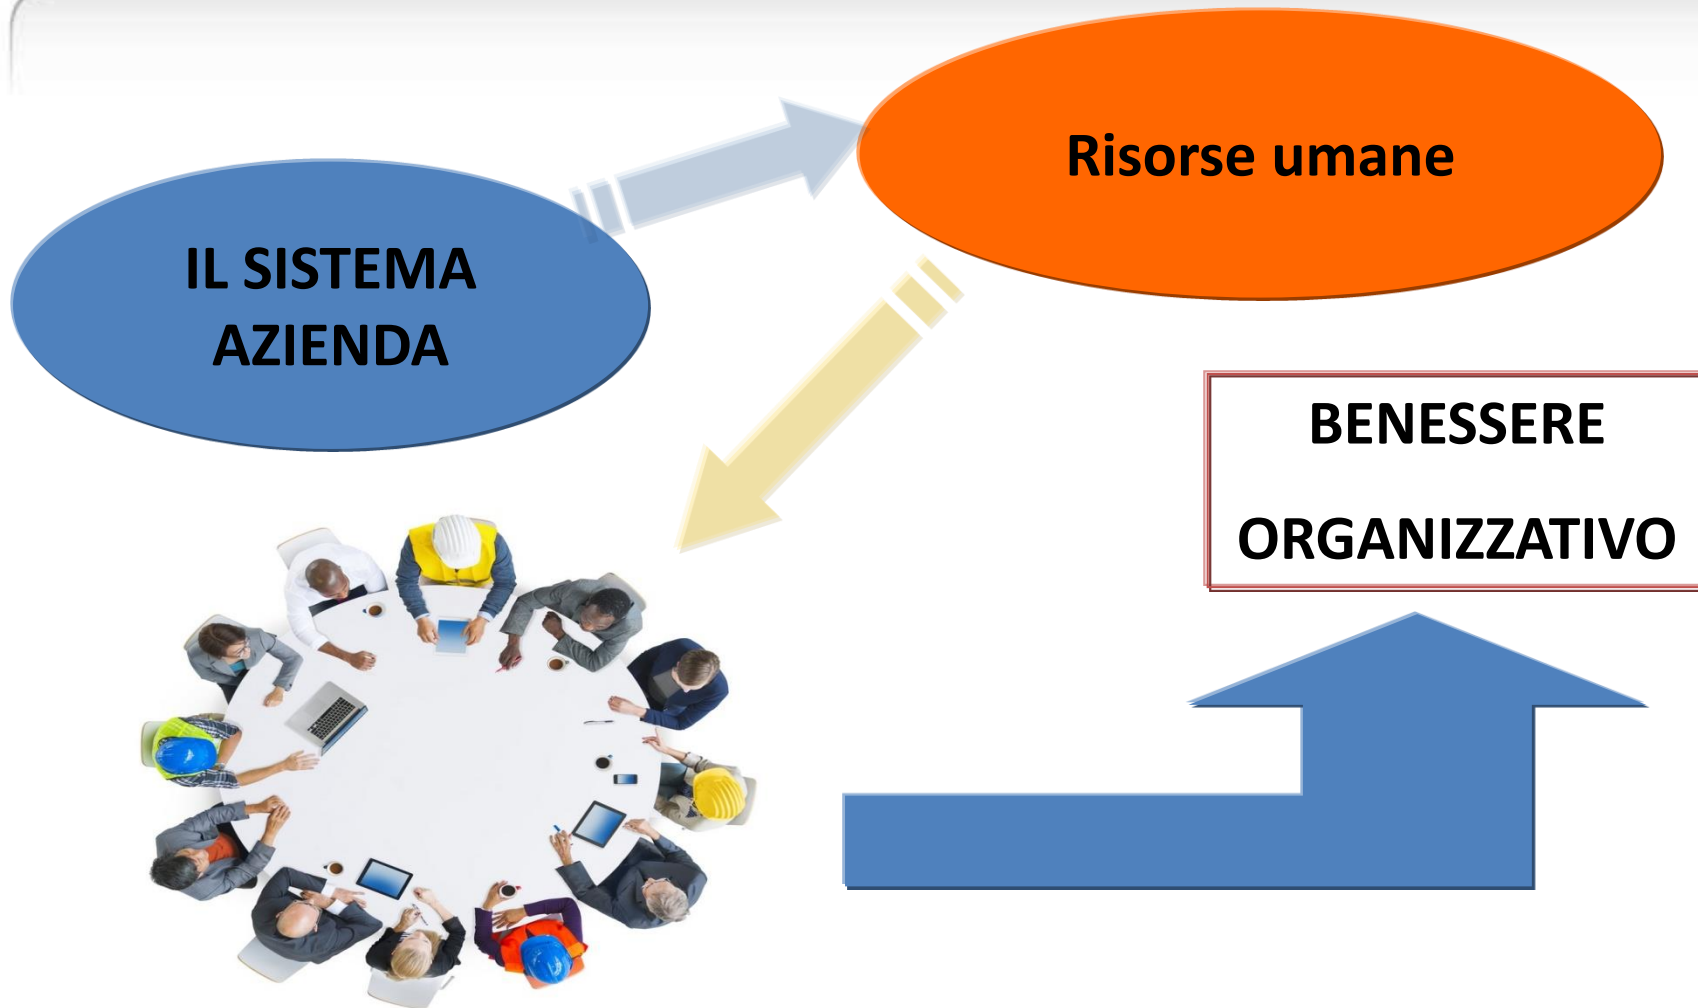 Risorse umane
IL SISTEMA
AZIENDA
BENESSERE
ORGANIZZATIVO